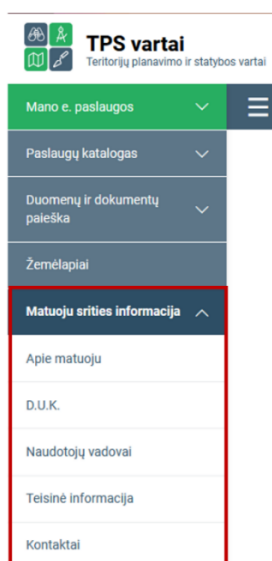 TPS vartai
Teritorijų planavimo ir statybos vartai
Mano e. paslaugos
Paslaugų katalogas
Duomenų ir dokumentų
paieška
Žemėlapiai
Matuoju srities informacija
Apie matuoju
D.U.K.
Naudotojų vadovai
Teisinė informacija
Kontaktai